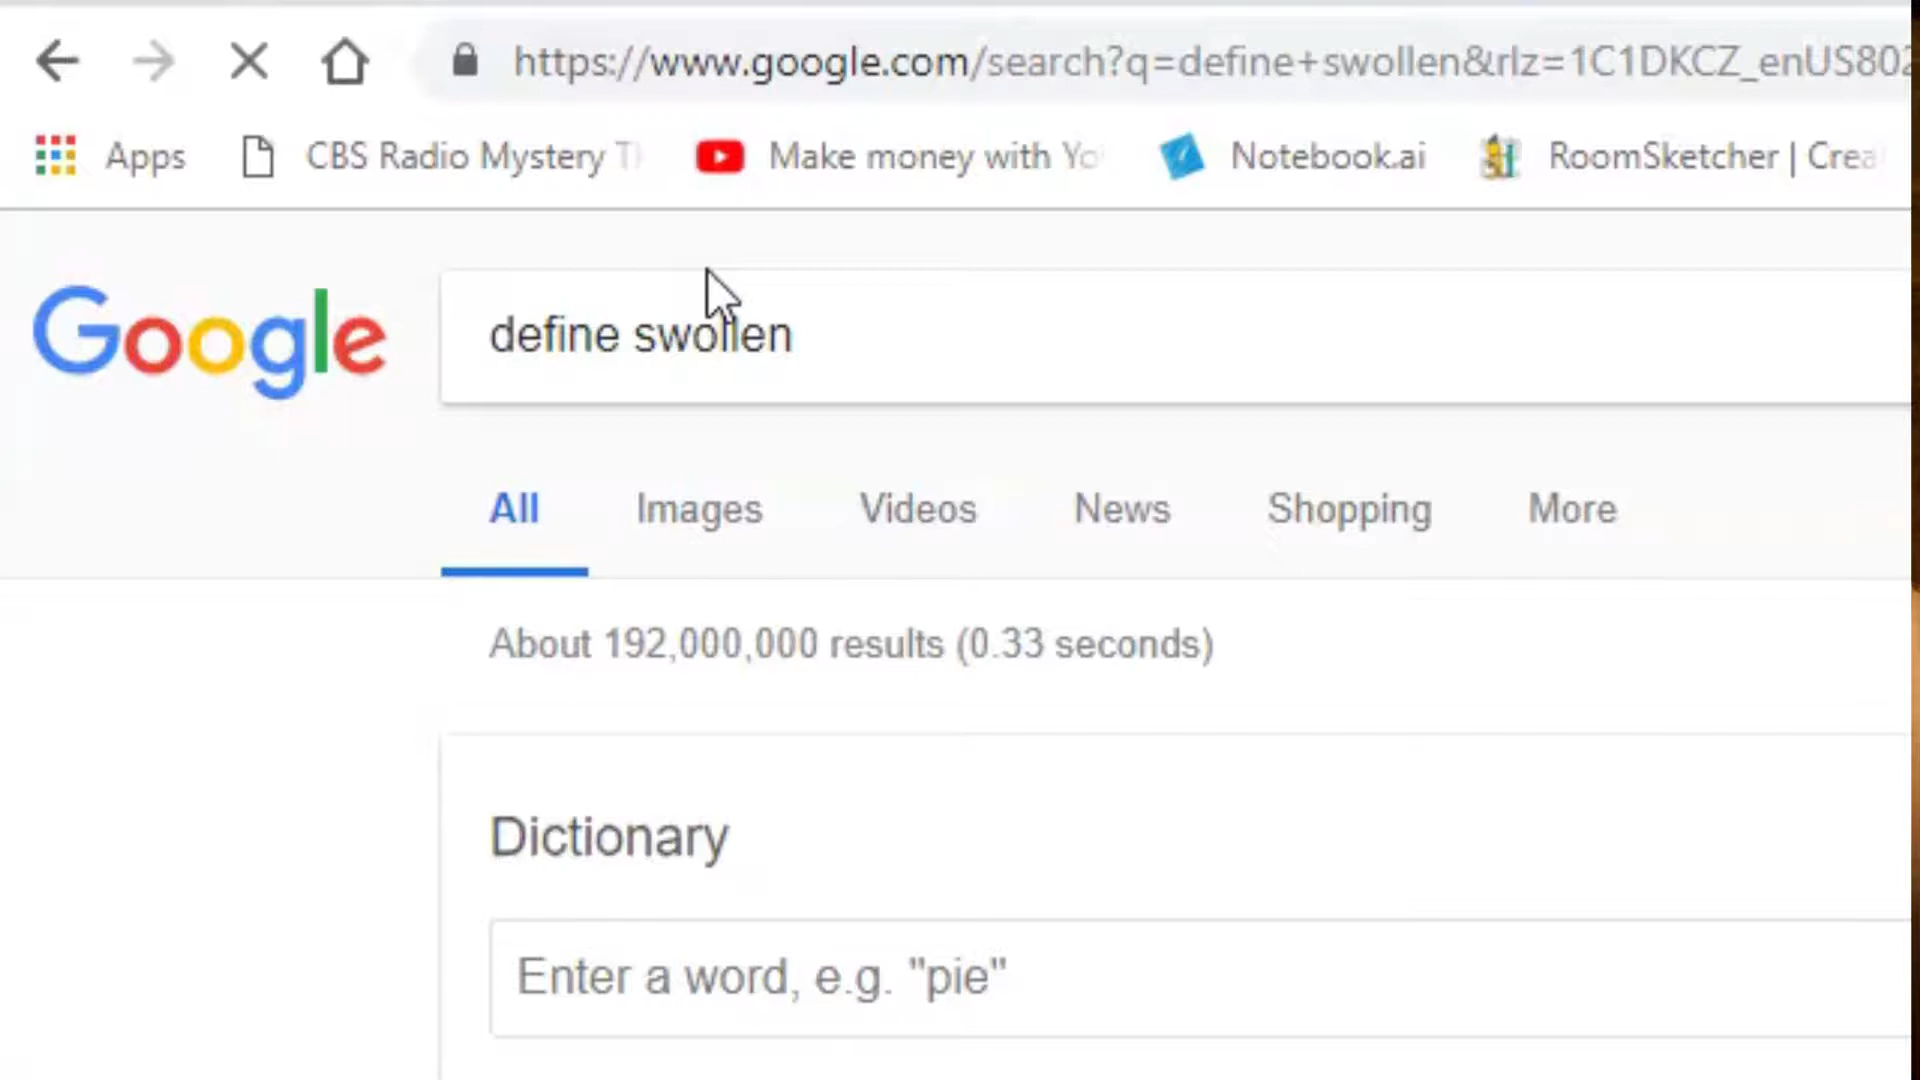 https://www.google.com/search?q=define+swollen&rlz=1C1DKCZ_enUS802
Apps CBS Radio Mystery T Make money with Yo Notebook.ai RoomSketcher | Crea
Google
define swollen
All Images Videos News Shopping More
About 192,000,000 results (0.33 seconds)
Dictionary
Enter a word, e.g. "pie"